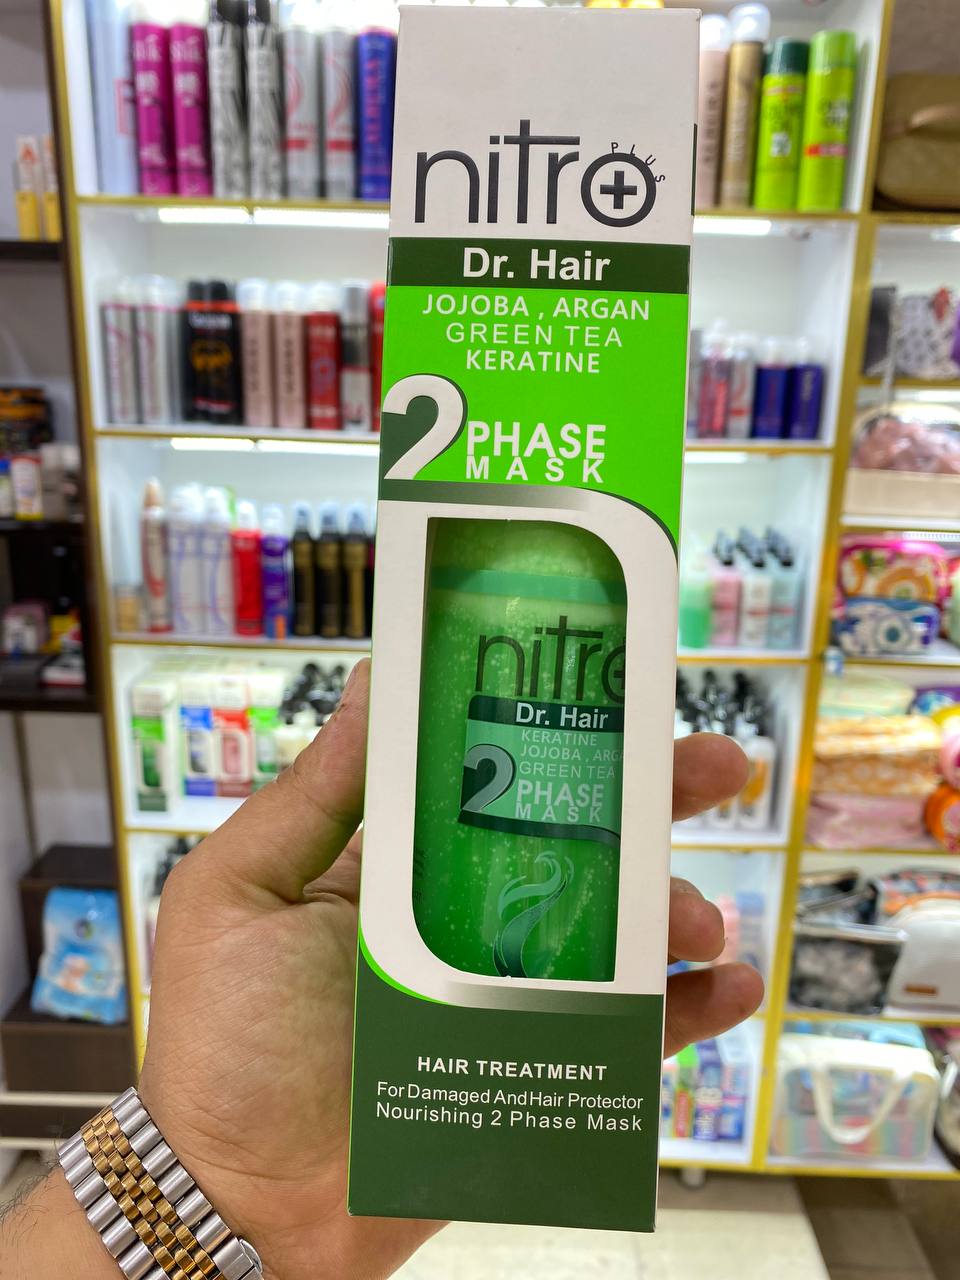 nitro
PLUS
Dr. Hair
JOJOBA , ARGAN
GREEN TEA
KERATINE
2 PHASE
MASK
nitro
Dr. Hair
KERATINE
JOJOBA , ARGA
GREEN TEA
2 PHASE
MASK
HAIR TREATMENT
For Damaged And Hair Protector
Nourishing 2 Phase Mask